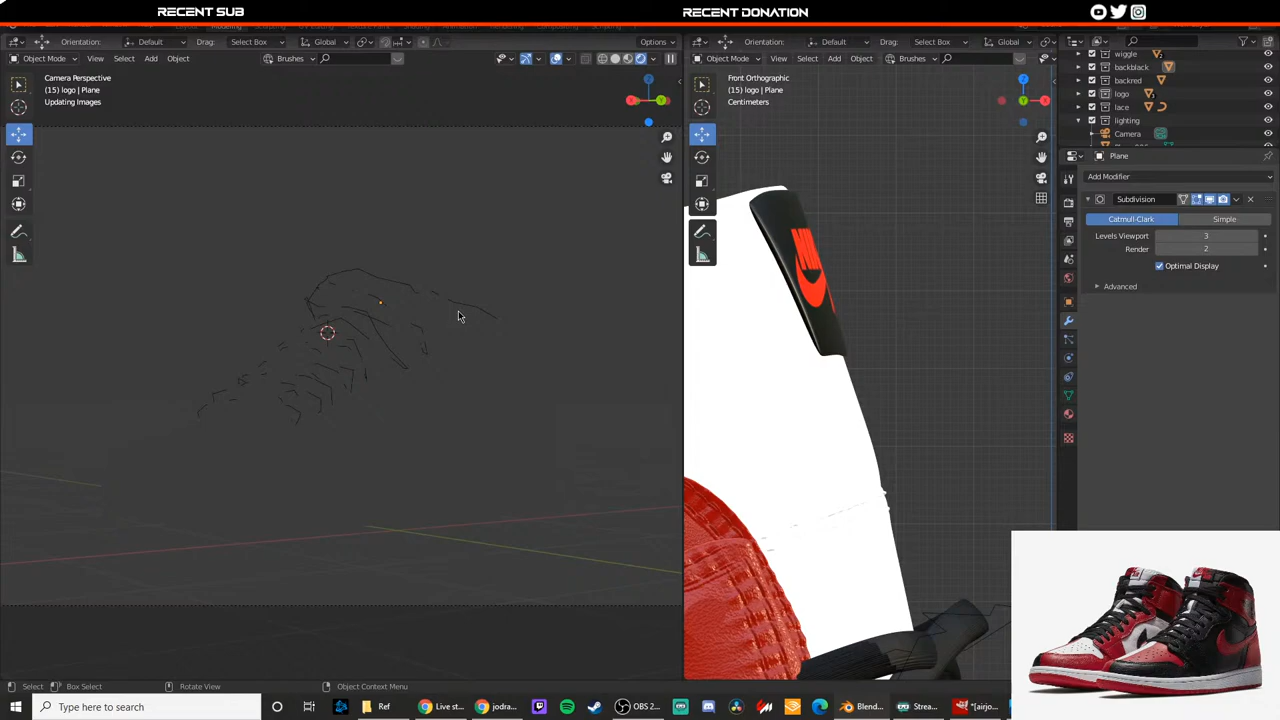 RECENT SUB
RECENT DONATION
Orientation: Default Drag: Select Box Global Options
Orientation: Default Drag: Select Box Global
Object Mode View Select Add Object Brushes
Object Mode View Select Add Object Brushes
Camera Perspective
(15) logo | Plane
Updating Images
Front Orthographic
(15) logo | Plane
Centimeters
wiggle
backblack
backred
logo
lace
lighting
Camera
Plane
Add Modifier
Subdivision
Catmull-Clark Simple
Levels Viewport 3
Render 2
Optimal Display
Advanced
Select Box Select Rotate View Object Context Menu
Type here to search
Ref
Live st...
jodra...
OBS 2...
Blend...
Strea...
*[airjo...